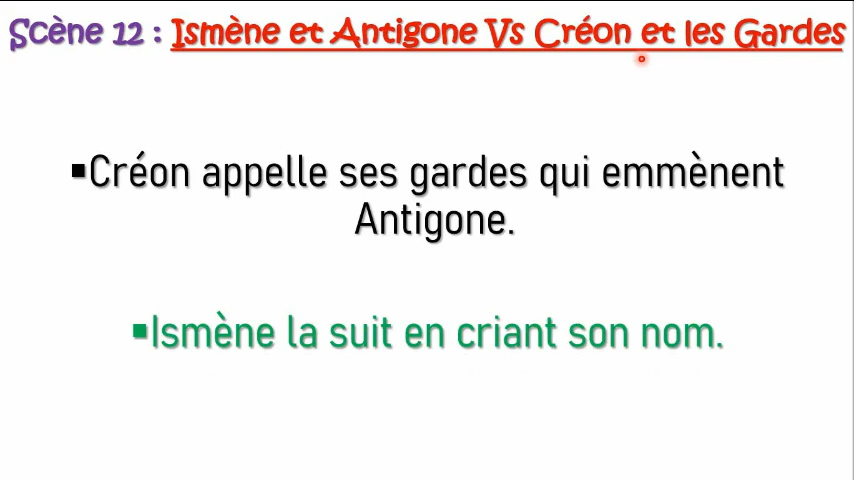 Scène 12 : Ismène et Antigone Vs Créon et les Gardes
▪Créon appelle ses gardes qui emmènent
Antigone.
▪Ismène la suit en criant son nom.